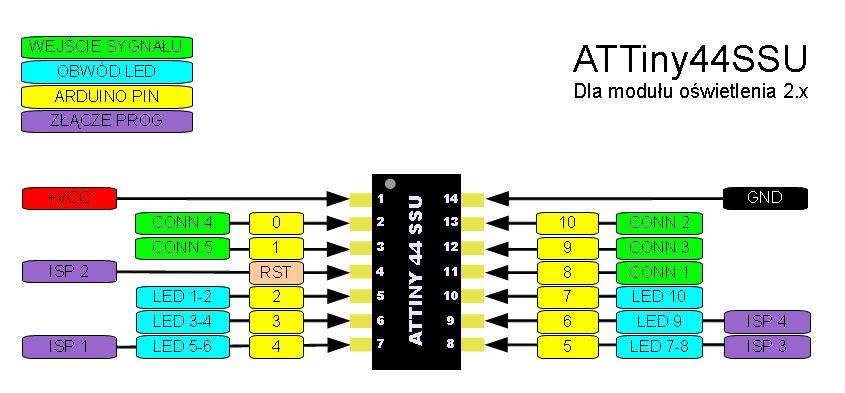 WEJŚCIE SYGNAŁU
OBWÓD LED
ARDUINO PIN
ZŁĄCZE PROG
ATTiny44SSU
Dla modułu oświetlenia 2.x
+VCC 1 14 GND
CONN 4 0 2 13 10 CONN 2
CONN 5 1 3 12 9 CONN 3
ISP 2 RST 4 11 8 CONN 1
LED 1-2 2 5 10 7 LED 10
LED 3-4 3 6 9 6 LED 9 ISP 4
ISP 1 LED 5-6 4 7 8 5 LED 7-8 ISP 3
ATTINY 44 SSU